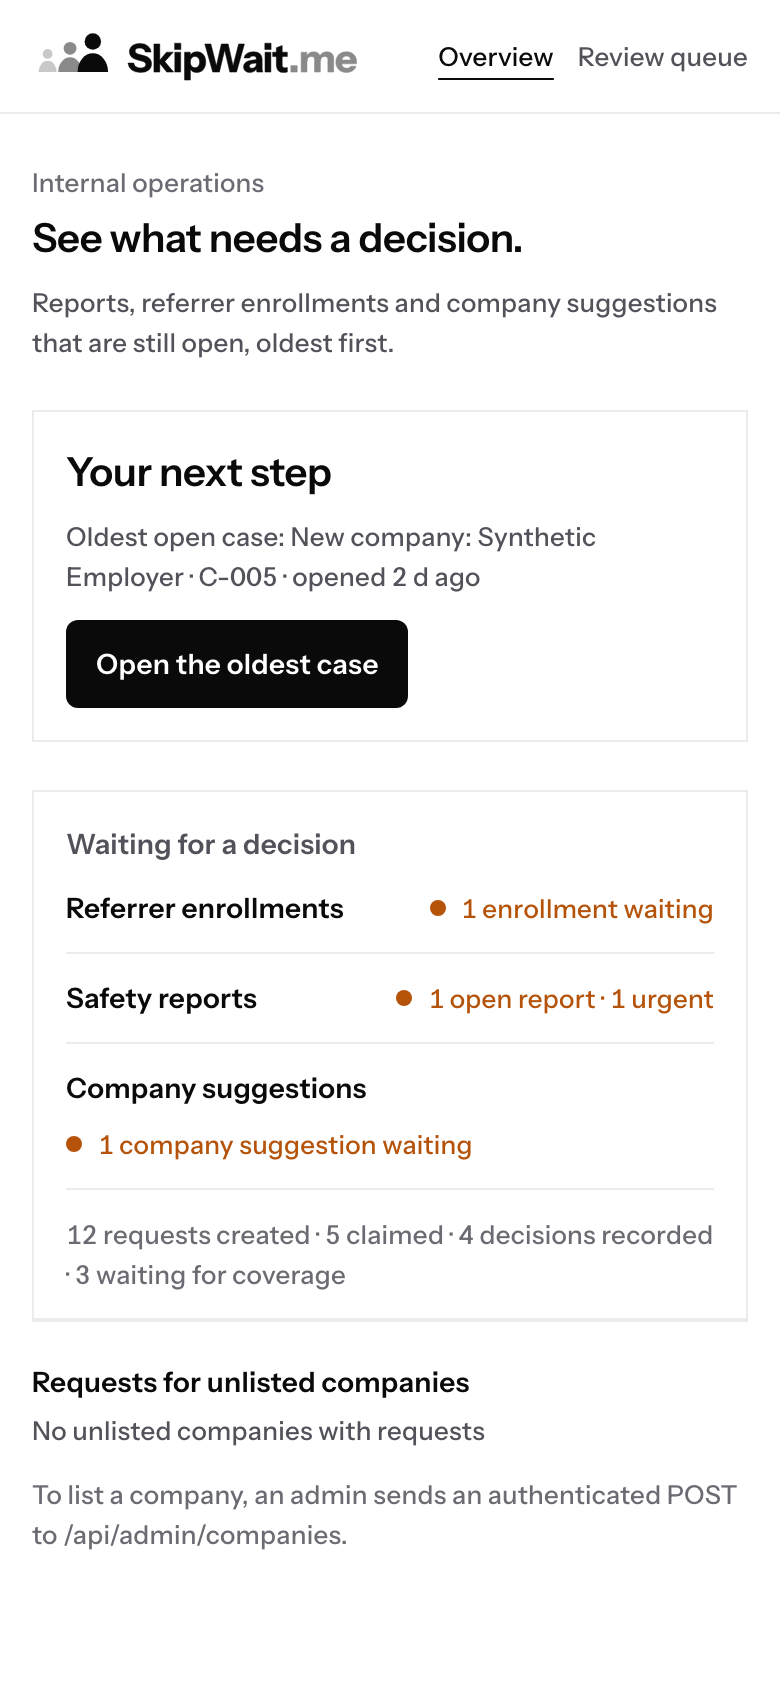 SkipWait.me
Overview
Review queue
Internal operations
See what needs a decision.
Reports, referrer enrollments and company suggestions
that are still open, oldest first.
Your next step
Oldest open case: New company: Synthetic
Employer · C-005 · opened 2 d ago
Open the oldest case
Waiting for a decision
Referrer enrollments
1 enrollment waiting
Safety reports
1 open report · 1 urgent
Company suggestions
1 company suggestion waiting
12 requests created · 5 claimed · 4 decisions recorded
· 3 waiting for coverage
Requests for unlisted companies
No unlisted companies with requests
To list a company, an admin sends an authenticated POST
to /api/admin/companies.